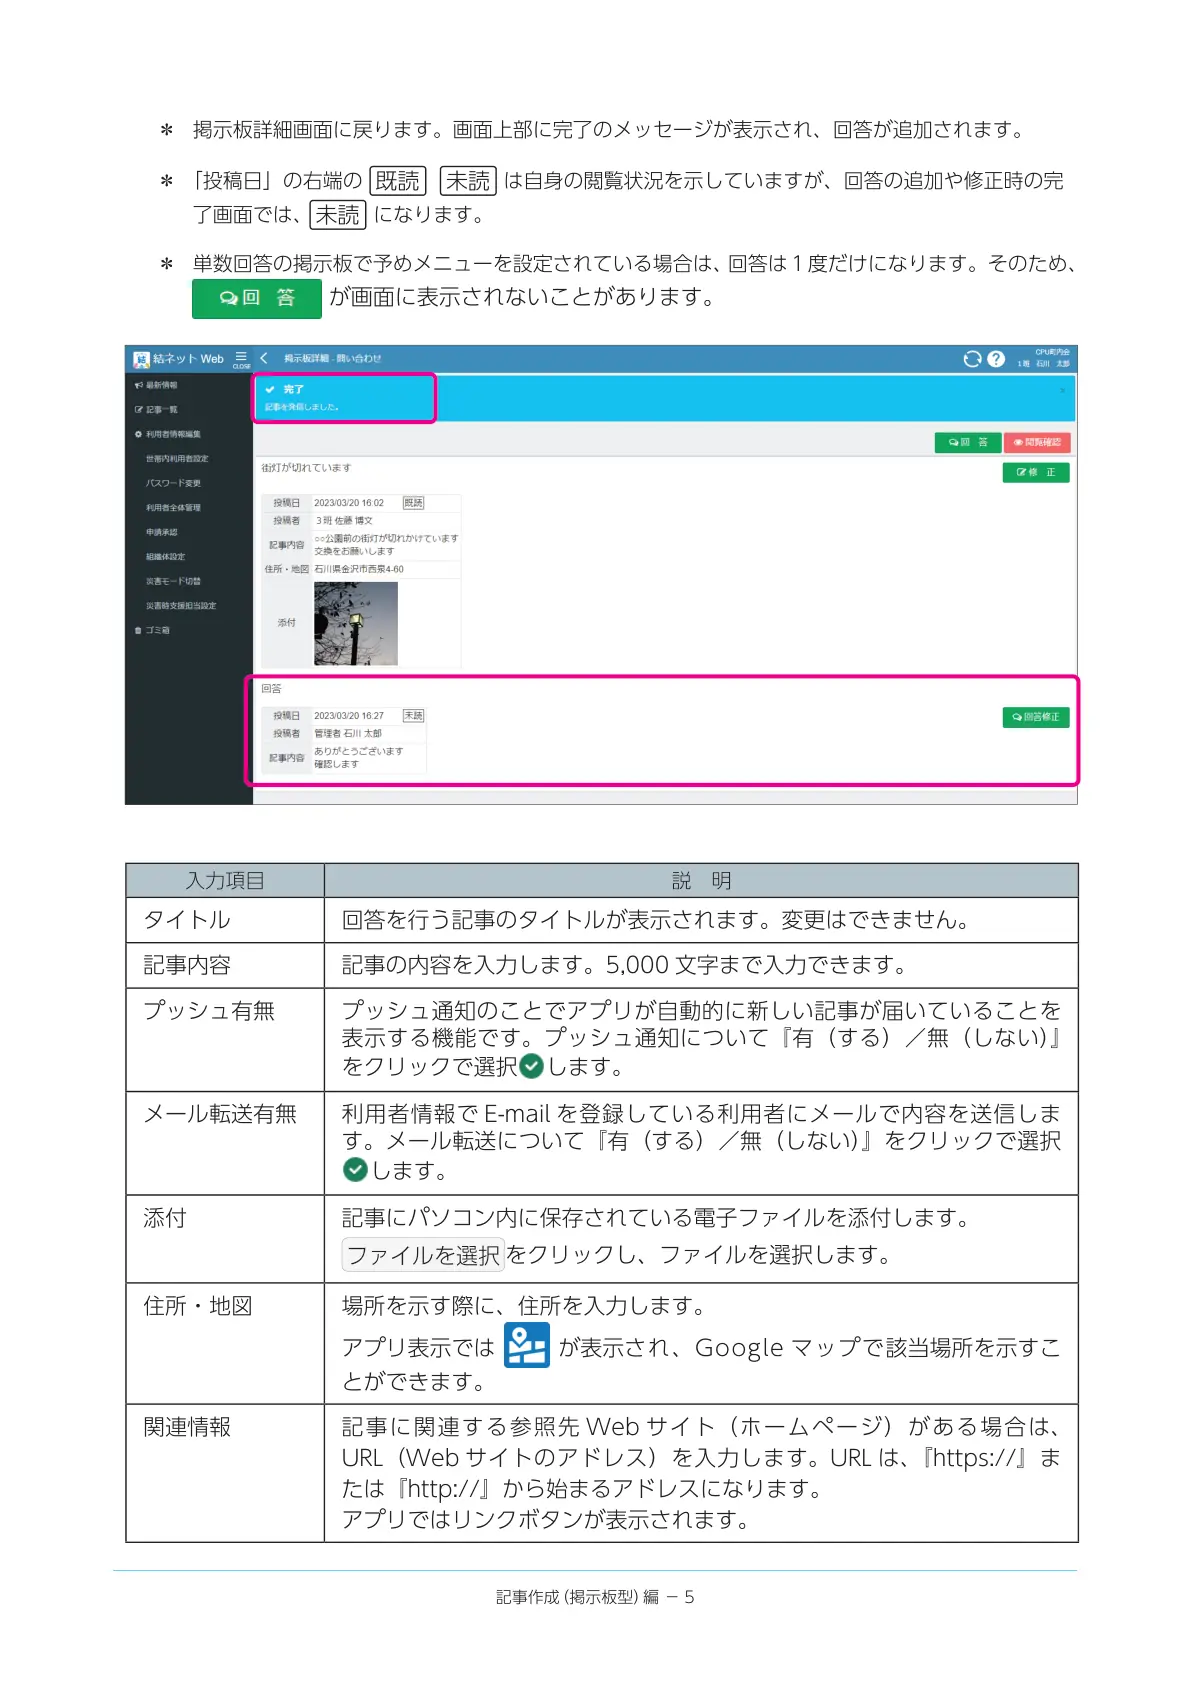 ＊ 掲示板詳細画面に戻ります。画面上部に完了のメッセージが表示され、回答が追加されます。
＊ 「投稿日」の右端の 既読 未読 は自身の閲覧状況を示していますが、回答の追加や修正時の完
了画面では、 未読 になります。
＊ 単数回答の掲示板で予めメニューを設定されている場合は、回答は１度だけになります。そのため、
回 答 が画面に表示されないことがあります。
結 結ネット Web CLOSE 掲示板詳細 - 問い合わせ ? CPU町内会
1 班 石川 太郎
最新情報
記事一覧
利用者情報編集
世帯内利用者設定
パスワード変更
利用者全体管理
申請承認
組織体設定
災害モード切替
災害時支援担当設定
ゴミ箱
完了 ×
記事を発信しました。
回 答 閲覧確認
街灯が切れています 修 正
投稿日 2023/03/20 16:02 既読
投稿者 ３班 佐藤 博文
記事内容 ○○公園前の街灯が切れかけています
交換をお願いします
住所・地図 石川県金沢市西泉4-60
添付
回答
投稿日 2023/03/20 16:27 未読 回答修正
投稿者 管理者 石川 太郎
記事内容 ありがとうございます
確認します
入力項目 説 明
タイトル 回答を行う記事のタイトルが表示されます。変更はできません。
記事内容 記事の内容を入力します。5,000 文字まで入力できます。
プッシュ有無 プッシュ通知のことでアプリが自動的に新しい記事が届いていることを
表示する機能です。プッシュ通知について『有（する）／無（しない）』
をクリックで選択します。
メール転送有無 利用者情報で E-mail を登録している利用者にメールで内容を送信しま
す。メール転送について『有（する）／無（しない）』をクリックで選択
します。
添付 記事にパソコン内に保存されている電子ファイルを添付します。
ファイルを選択 をクリックし、ファイルを選択します。
住所・地図 場所を示す際に、住所を入力します。
アプリ表示では が表示され、Google マップで該当場所を示すこ
とができます。
関連情報 記事に関連する参照先 Web サイト（ホームページ）がある場合は、
URL（Web サイトのアドレス）を入力します。URL は、『https://』ま
たは『http://』から始まるアドレスになります。
アプリではリンクボタンが表示されます。
記事作成（掲示板型）編 － 5